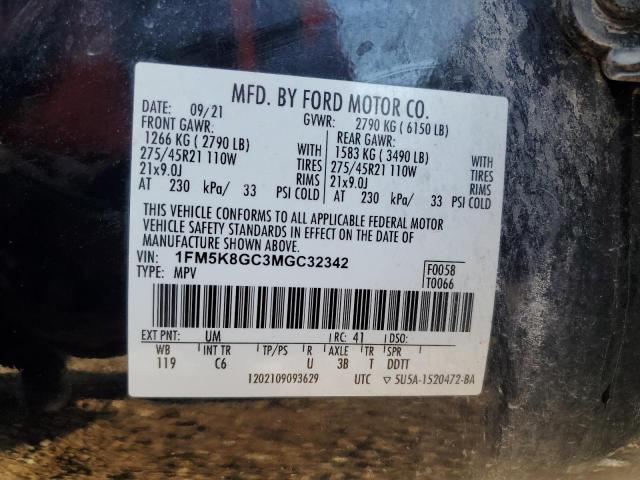 MFD. BY FORD MOTOR CO.
DATE: 09/21 GVWR: 2790 KG ( 6150 LB)
FRONT GAWR: REAR GAWR:
1266 KG ( 2790 LB) WITH 1583 KG ( 3490 LB) WITH
275/45R21 110W TIRES 275/45R21 110W TIRES
21x9.0J RIMS 21x9.0J RIMS
AT 230 kPa/ 33 PSI COLD AT 230 kPa/ 33 PSI COLD
THIS VEHICLE CONFORMS TO ALL APPLICABLE FEDERAL MOTOR
VEHICLE SAFETY STANDARDS IN EFFECT ON THE DATE OF
MANUFACTURE SHOWN ABOVE.
VIN: 1FM5K8GC3MGC32342 F0058
TYPE: MPV T0066
EXT PNT: UM RC: 41 DSO:
WB INT TR TP/PS R AXLE TR SPR
119 C6 U 3B T DDTT
1202109093629 UTC ▽ 5U5A-1520472-BA